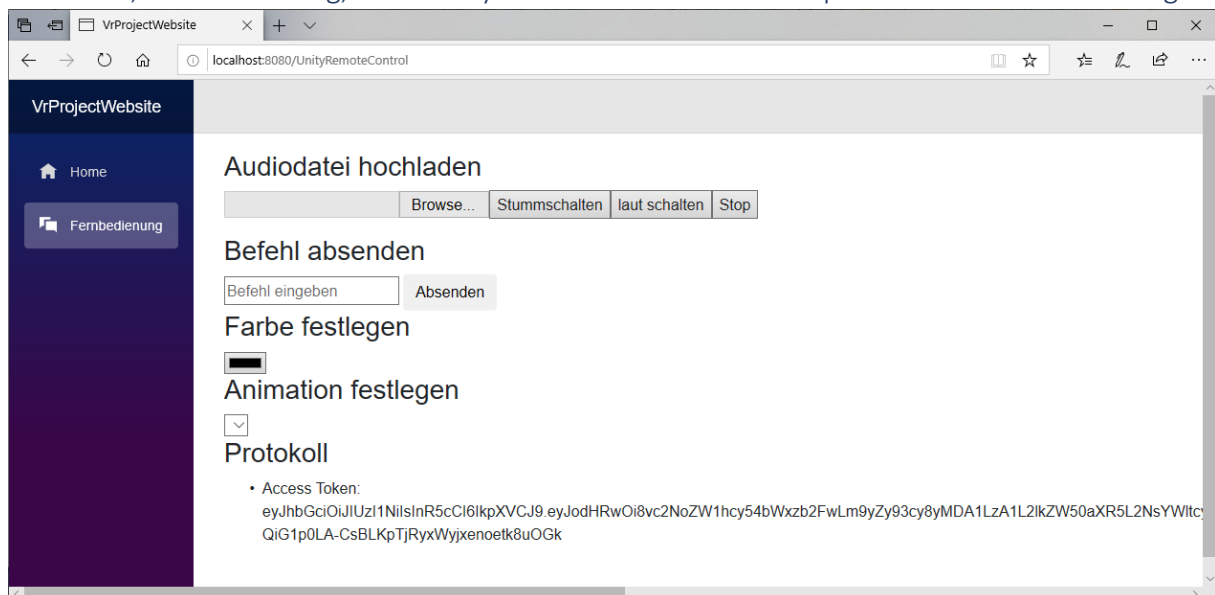 VrProjectWebsite
localhost:8080/UnityRemoteControl
VrProjectWebsite
Home
Fernbedienung
Audiodatei hochladen
Browse... Stummschalten laut schalten Stop
Befehl absenden
Befehl eingeben Absenden
Farbe festlegen
Animation festlegen
Protokoll
• Access Token:
eyJhbGciOiJIUzI1NiIsInR5cCI6IkpXVCJ9.eyJodHRwOi8vc2NoZW1hcy54bWxzb2FwLm9yZy93cy8yMDA1LzA1L2lkZW50aXR5L2NsYWltcy
QiG1p0LA-CsBLKpTjRyxWyjxenoetk8uOGk